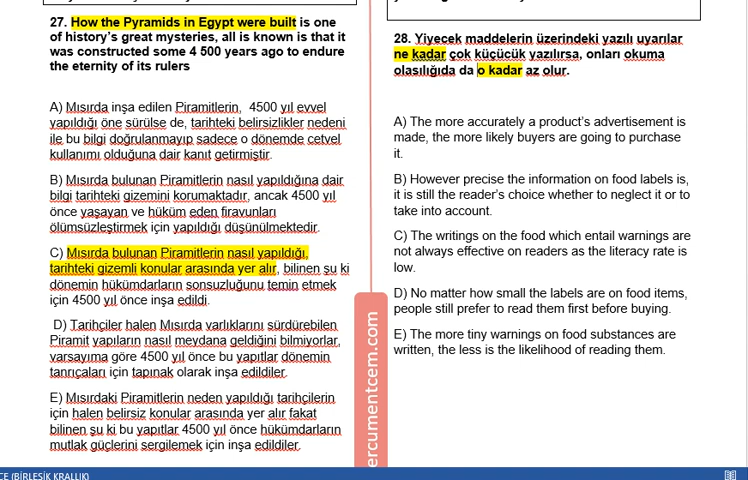 27. How the Pyramids in Egypt were built is one
of history's great mysteries, all is known is that it
was constructed some 4 500 years ago to endure
the eternity of its rulers
A) Mısırda inşa edilen Piramitlerin, 4500 yıl evvel
yapıldığı öne sürülse de, tarihteki belirsizlikler nedeni
ile bu bilgi doğrulanmayıp sadece o dönemde cetvel
kullanımı olduğuna dair kanıt getirmiştir.
B) Mısırda bulunan Piramitlerin nasıl yapıldığına dair
bilgi tarihteki gizemini korumaktadır, ancak 4500 yıl
önce yaşayan ve hüküm eden firavunları
ölümsüzleştirmek için yapıldığı düşünülmektedir.
C) Mısırda bulunan Piramitlerin nasıl yapıldığı,
tarihteki gizemli konular arasında yer alır, bilinen şu ki
dönemin hükümdarların sonsuzluğunu temin etmek
için 4500 yıl önce inşa edildi.
D) Tarihçiler halen Mısırda varlıklarını sürdürebilen
Piramit yapıların nasıl meydana geldiğini bilmiyorlar,
varsayıma göre 4500 yıl önce bu yapıtlar dönemin
tanrıçaları için tapınak olarak inşa edildiler.
E) Mısırdaki Piramitlerin neden yapıldığı tarihçilerin
için halen belirsiz konular arasında yer alır fakat
bilinen şu ki bu yapıtlar 4500 yıl önce hükümdarların
mutlak güçlerini sergilemek için inşa edildiler.
28. Yiyecek maddelerin üzerindeki yazılı uyarılar
ne kadar çok küçücük yazılırsa, onları okuma
olasılığıda da o kadar az olur.
A) The more accurately a product's advertisement is
made, the more likely buyers are going to purchase
it.
B) However precise the information on food labels is,
it is still the reader's choice whether to neglect it or to
take into account.
C) The writings on the food which entail warnings are
not always effective on readers as the literacy rate is
low.
D) No matter how small the labels are on food items,
people still prefer to read them first before buying.
E) The more tiny warnings on food substances are
written, the less is the likelihood of reading them.
ercumentcem.com
CE (BİRLEŞİK KRALLIK)